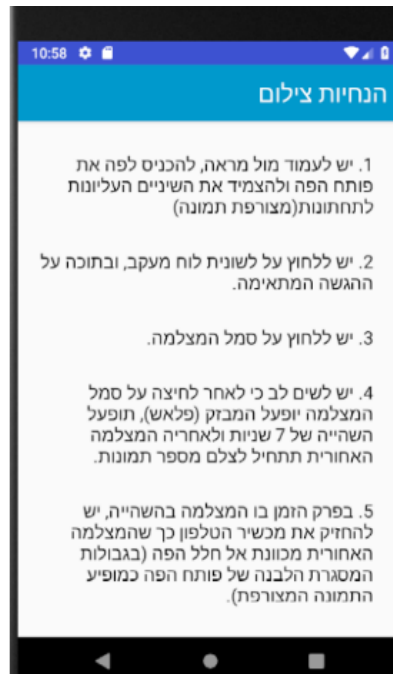 10:58
הנחיות צילום
1. יש לעמוד מול מראה, להכניס לפה את
פותח הפה ולהצמיד את השיניים העליונות
לתחתונות(מצורפת תמונה)
2. יש ללחוץ על לשונית לוח מעקב, ובתוכה על
ההגשה המתאימה.
3. יש ללחוץ על סמל המצלמה.
4. יש לשים לב כי לאחר לחיצה על סמל
המצלמה יופעל המבזק (פלאש), תופעל
השהייה של 7 שניות ולאחריה המצלמה
האחורית תתחיל לצלם מספר תמונות.
5. בפרק הזמן בו המצלמה בהשהייה, יש
להחזיק את מכשיר הטלפון כך שהמצלמה
האחורית מכוונת אל חלל הפה (בגבולות
המסגרת הלבנה של פותח הפה כמופיע
התמונה המצורפת).